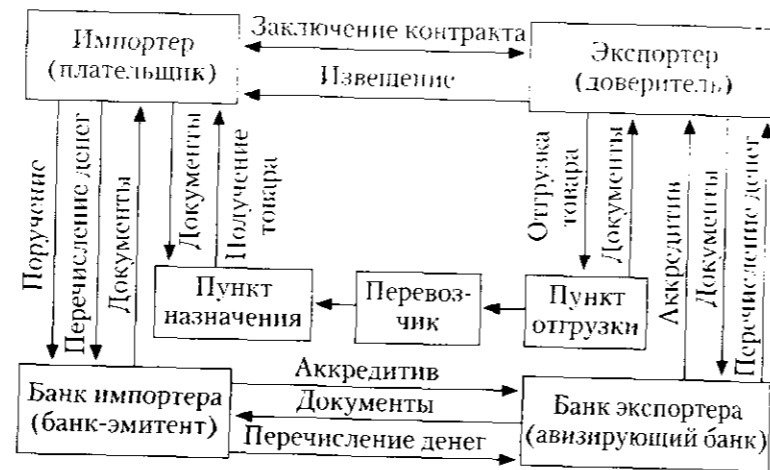 Импортер
(плательщик)
Заключение контракта
Экспортер
(доверитель)
Извещение
Поручение
Перечисление денег
Документы
Документы
Получение
товара
Отгрузка
товара
Документы
Аккредитив
Документы
Перечисление денег
Пункт
назначения
Перевоз-
чик
Пункт
отгрузки
Банк импортера
(банк-эмитент)
Аккредитив
Документы
Перечисление денег
Банк экспортера
(авизирующий банк)